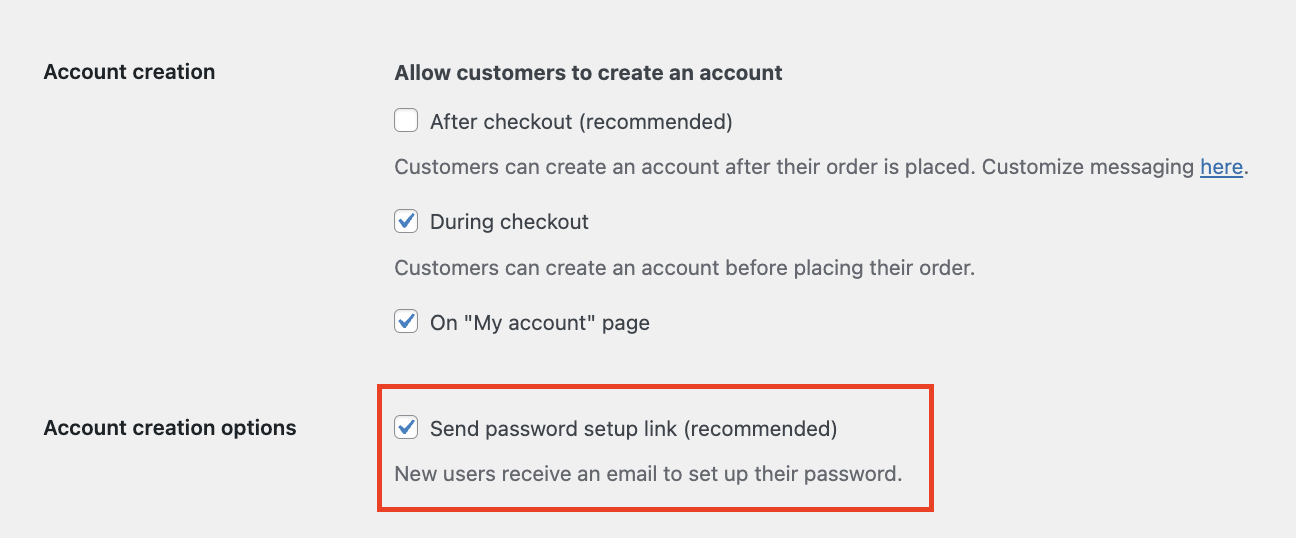 Account creation
Allow customers to create an account
After checkout (recommended)
Customers can create an account after their order is placed. Customize messaging here.
During checkout
Customers can create an account before placing their order.
On "My account" page
Account creation options
Send password setup link (recommended)
New users receive an email to set up their password.